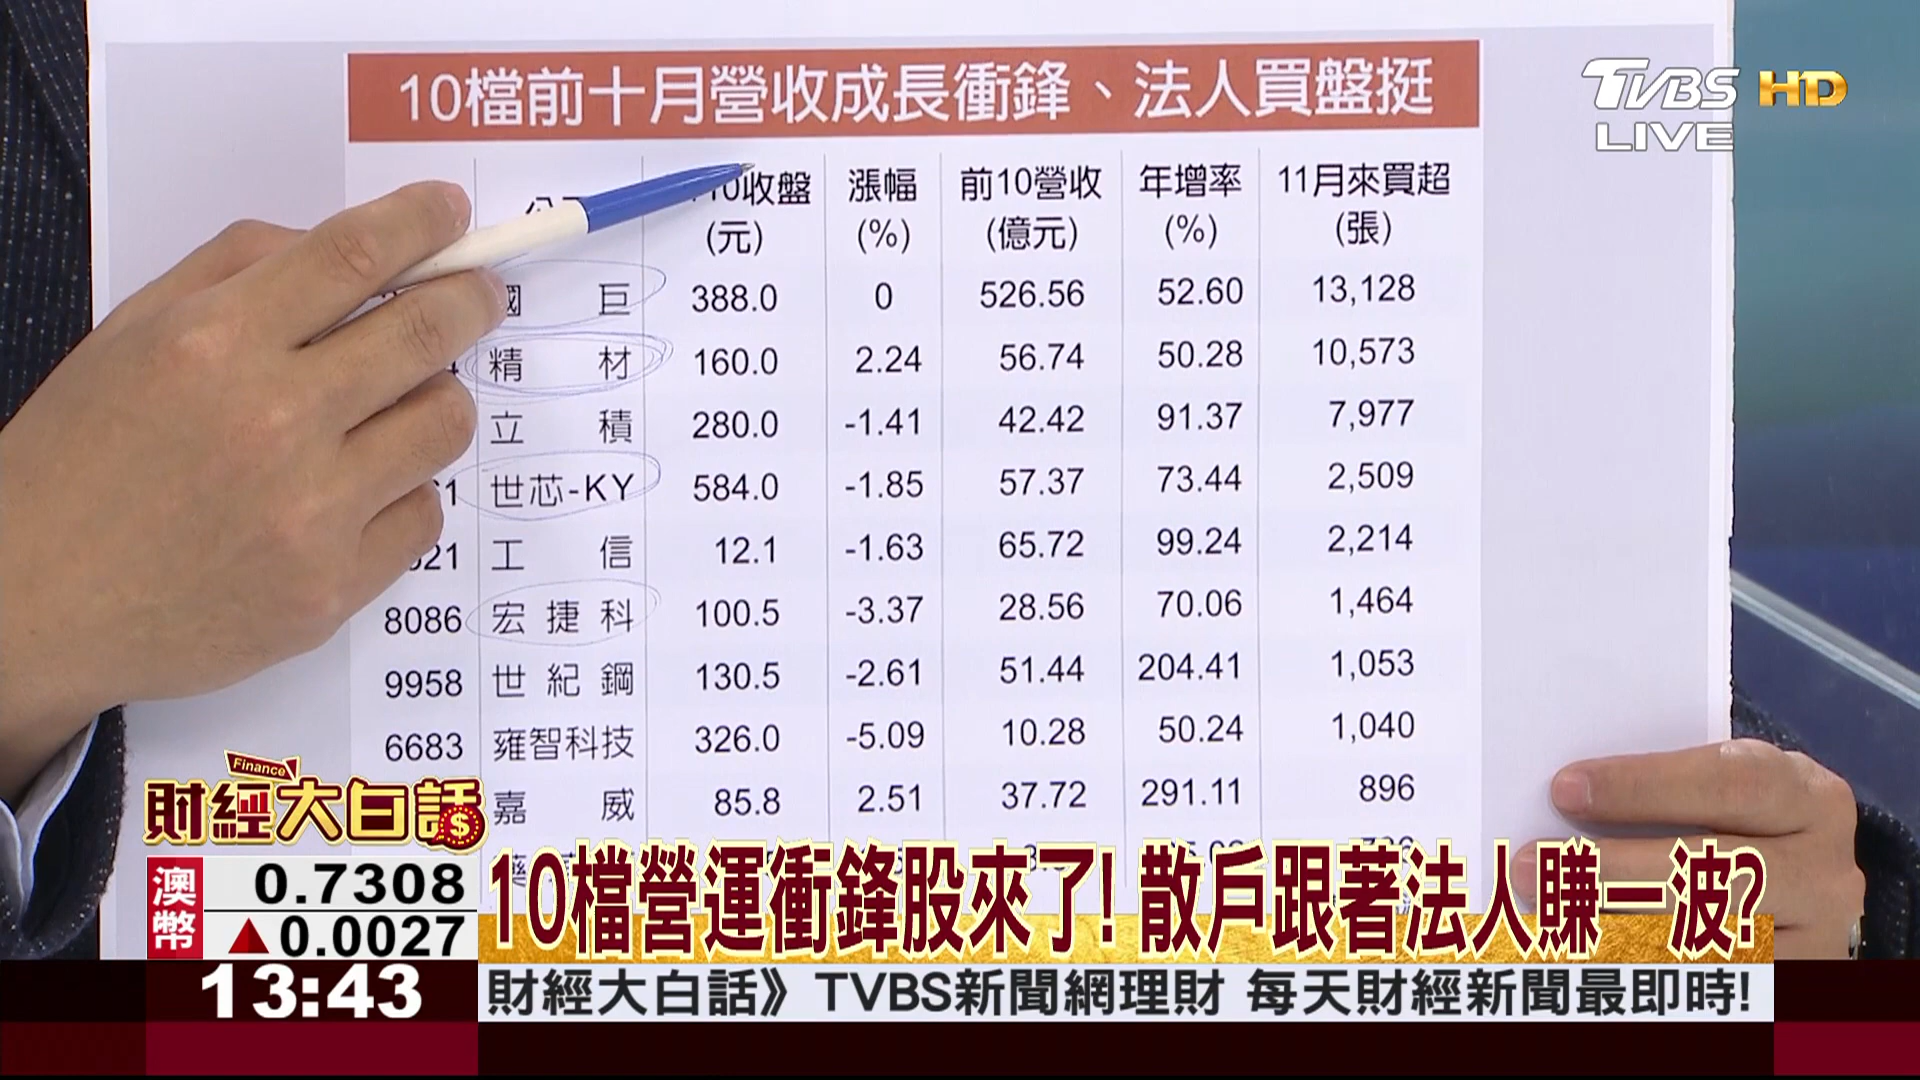 10檔前十月營收成長衝鋒、法人買盤挺
TVBS HD
LIVE
10收盤 漲幅 前10營收 年增率 11月來買超
(元) (%) (億元) (%) (張)
國巨 388.0 0 526.56 52.60 13,128
精材 160.0 2.24 56.74 50.28 10,573
立積 280.0 -1.41 42.42 91.37 7,977
世芯-KY 584.0 -1.85 57.37 73.44 2,509
工信 12.1 -1.63 65.72 99.24 2,214
8086 宏捷科 100.5 -3.37 28.56 70.06 1,464
9958 世紀鋼 130.5 -2.61 51.44 204.41 1,053
6683 雍智科技 326.0 -5.09 10.28 50.24 1,040
嘉威 85.8 2.51 37.72 291.11 896
Finance
財經大白話
10檔營運衝鋒股來了! 散戶跟著法人賺一波?
澳幣 0.7308
▲0.0027
13:43
財經大白話》TVBS新聞網理財 每天財經新聞最即時!